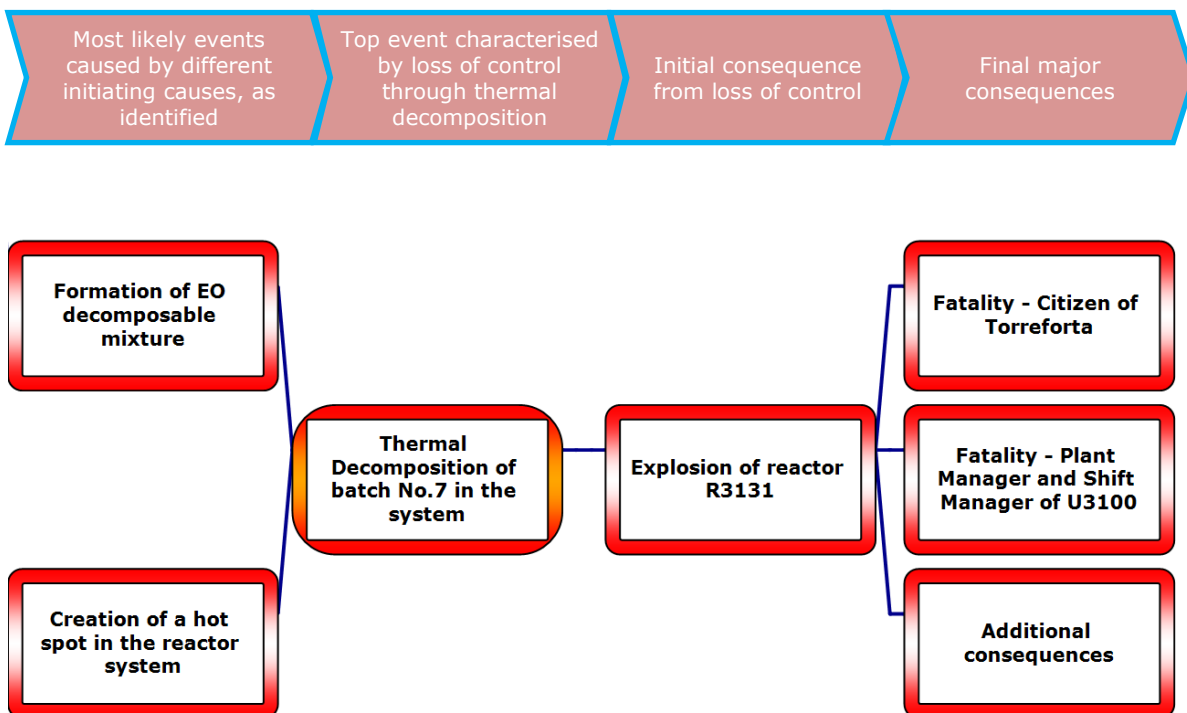 Most likely events
caused by different
initiating causes, as
identified
Top event characterised
by loss of control
through thermal
decomposition
Initial consequence
from loss of control
Final major
consequences
Formation of EO
decomposable
mixture
Creation of a hot
spot in the reactor
system
Thermal
Decomposition of
batch No.7 in the
system
Explosion of reactor
R3131
Fatality - Citizen of
Torreforta
Fatality - Plant
Manager and Shift
Manager of U3100
Additional
consequences